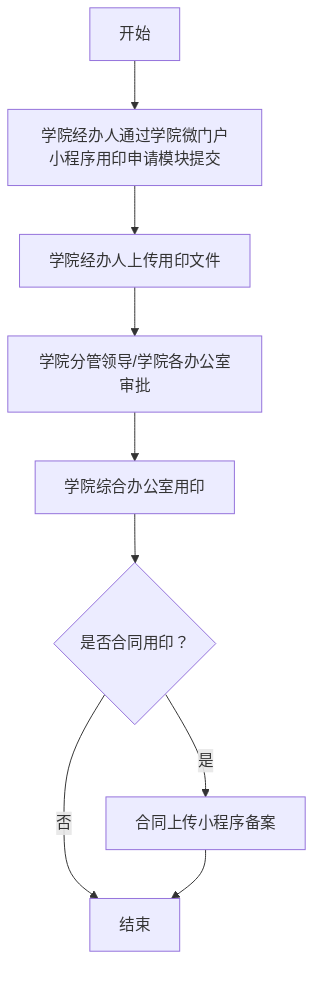 开始
学院经办人通过学院微门户
小程序用印申请模块提交
学院经办人上传用印文件
学院分管领导/学院各办公室
审批
学院综合办公室用印
是否合同用印？
是
否
合同上传小程序备案
结束